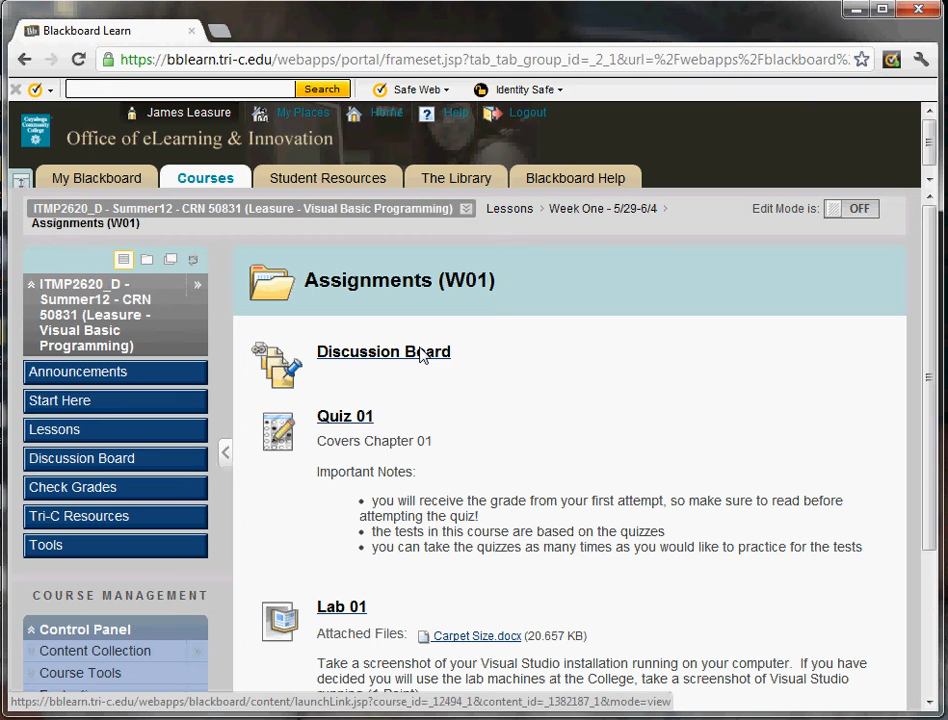 Blackboard Learn
https://bblearn.tri-c.edu/webapps/portal/frameset.jsp?tab_tab_group_id=_2_1&url=%2Fwebapps%2Fblackboard%
Search
Safe Web
Identity Safe
James Leasure
My Places
Home
Help
Logout
Cuyahoga Community College
Office of eLearning & Innovation
My Blackboard
Courses
Student Resources
The Library
Blackboard Help
ITMP2620_D - Summer12 - CRN 50831 (Leasure - Visual Basic Programming)
Lessons
Week One - 5/29-6/4
Edit Mode is:
OFF
Assignments (W01)
ITMP2620_D -
Summer12 - CRN
50831 (Leasure -
Visual Basic
Programming)
Announcements
Start Here
Lessons
Discussion Board
Check Grades
Tri-C Resources
Tools
COURSE MANAGEMENT
Control Panel
Content Collection
Course Tools
Assignments (W01)
Discussion Board
Quiz 01
Covers Chapter 01
Important Notes:
• you will receive the grade from your first attempt, so make sure to read before
attempting the quiz!
• the tests in this course are based on the quizzes
• you can take the quizzes as many times as you would like to practice for the tests
Lab 01
Attached Files: Carpet Size.docx (20.657 KB)
Take a screenshot of your Visual Studio installation running on your computer. If you have
decided you will use the lab machines at the College, take a screenshot of Visual Studio
https://bblearn.tri-c.edu/webapps/blackboard/content/launchLink.jsp?course_id=_12494_1&content_id=_1382187_1&mode=view